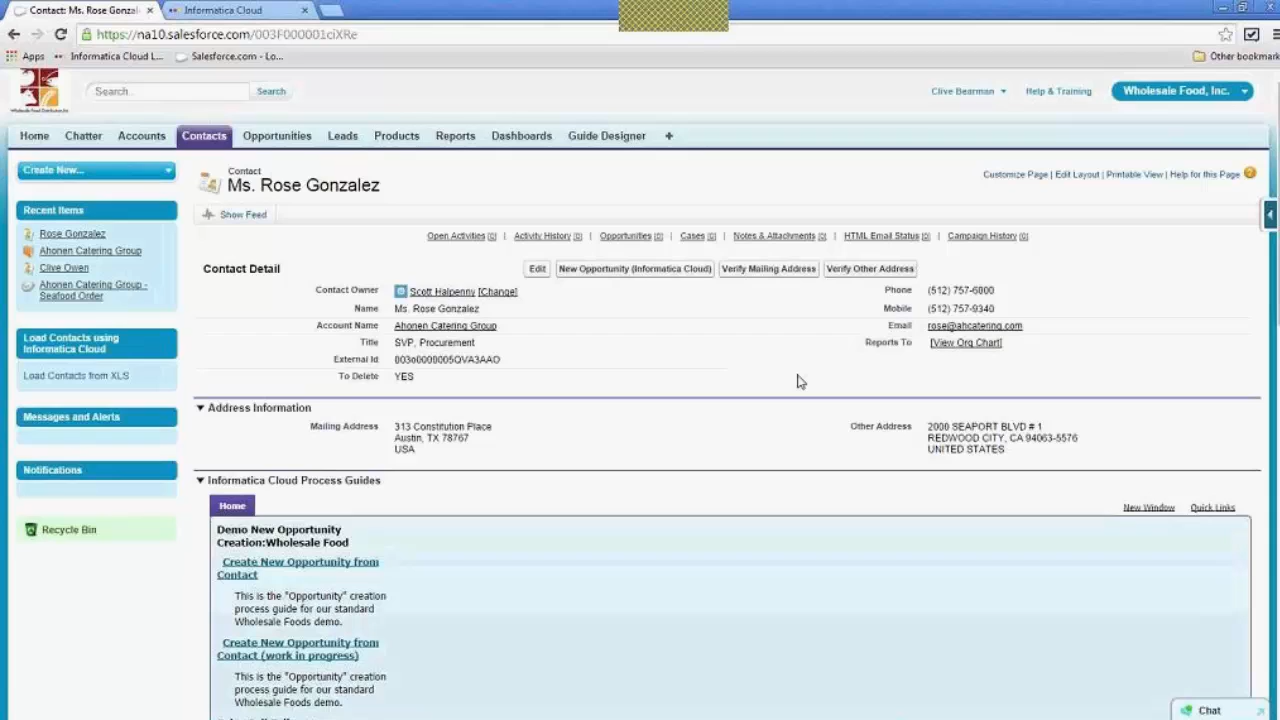 Contact: Ms. Rose Gonzal
Informatica Cloud
https://na10.salesforce.com/003F000001ciXRe
Apps
Informatica Cloud L...
Salesforce.com - Lo...
Other bookmark
Search...
Search
Clive Bearman
Help & Training
Wholesale Food, Inc.
Home
Chatter
Accounts
Contacts
Opportunities
Leads
Products
Reports
Dashboards
Guide Designer
+
Create New...
Recent Items
Rose Gonzalez
Ahonen Catering Group
Clive Owen
Ahonen Catering Group -
Seafood Order
Load Contacts using
Informatica Cloud
Load Contacts from XLS
Messages and Alerts
Notifications
Recycle Bin
Contact
Ms. Rose Gonzalez
Customize Page | Edit Layout | Printable View | Help for this Page
Show Feed
Open Activities [0] | Activity History [0] | Opportunities [0] | Cases [0] | Notes & Attachments [0] | HTML Email Status [0] | Campaign History [0]
Contact Detail
Edit
New Opportunity (Informatica Cloud)
Verify Mailing Address
Verify Other Address
Contact Owner Scott Halpenny [Change]
Phone (512) 757-6000
Name Ms. Rose Gonzalez
Mobile (512) 757-9340
Account Name Ahonen Catering Group
Email rose@ahcatering.com
Title SVP, Procurement
Reports To [View Org Chart]
External Id 003o0000005QVA3AAO
To Delete YES
Address Information
Mailing Address 313 Constitution Place
Austin, TX 78767
USA
Other Address 2000 SEAPORT BLVD # 1
REDWOOD CITY, CA 94063-5576
UNITED STATES
Informatica Cloud Process Guides
Home
New Window
Quick Links
Demo New Opportunity
Creation:Wholesale Food
Create New Opportunity from
Contact
This is the "Opportunity" creation
process guide for our standard
Wholesale Foods demo.
Create New Opportunity from
Contact (work in progress)
This is the "Opportunity" creation
process guide for our standard
Wholesale Foods demo.
Chat